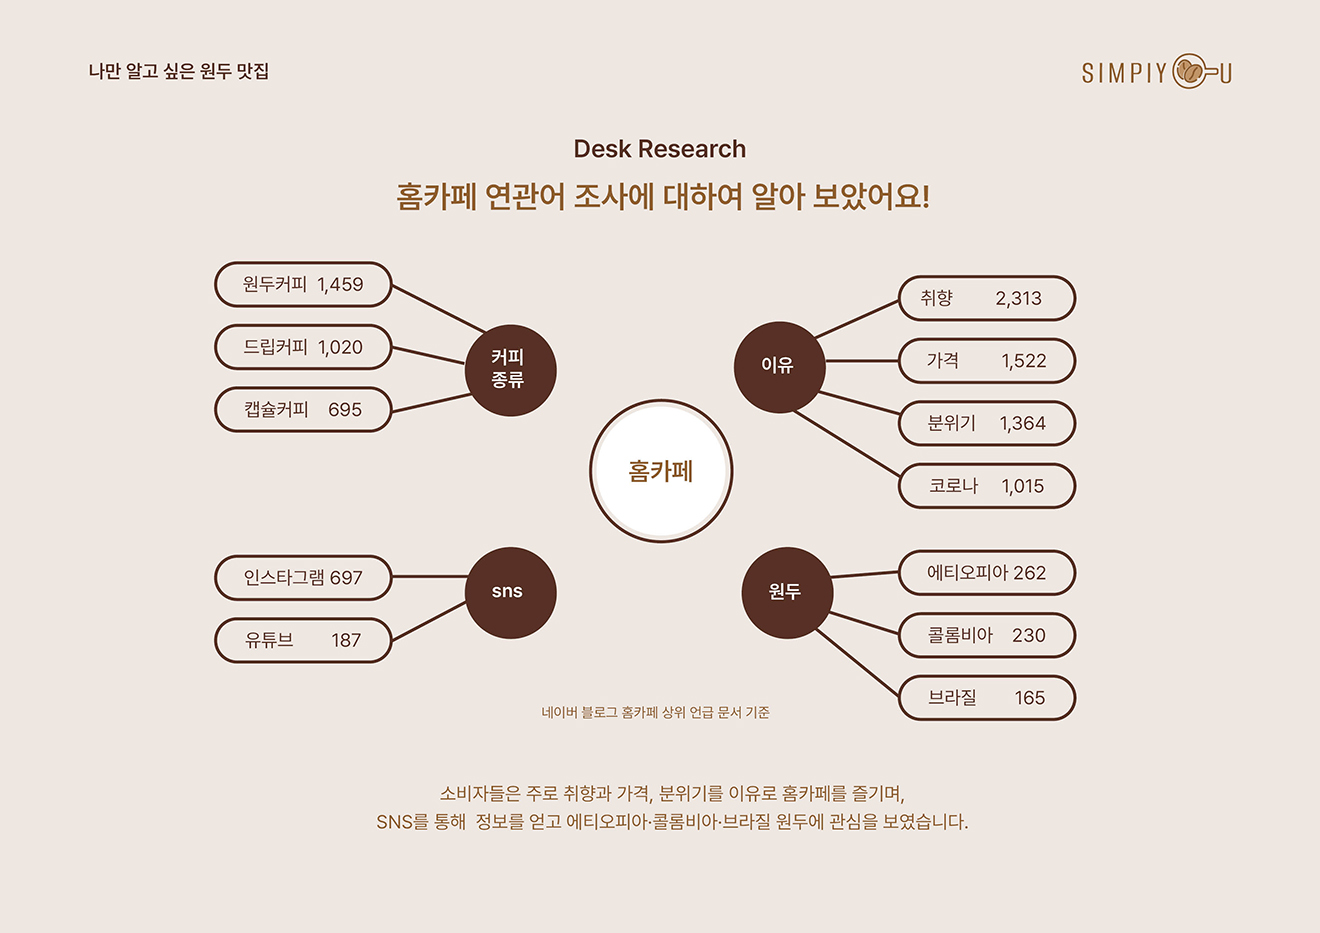 나만 알고 싶은 원두 맛집
SIMPIY U
Desk Research
홈카페 연관어 조사에 대하여 알아 보았어요!
원두커피 1,459
드립커피 1,020
캡슐커피 695
커피
종류
이유
취향 2,313
가격 1,522
분위기 1,364
코로나 1,015
홈카페
인스타그램 697
유튜브 187
sns
원두
에티오피아 262
콜롬비아 230
브라질 165
네이버 블로그 홈카페 상위 언급 문서 기준
소비자들은 주로 취향과 가격, 분위기를 이유로 홈카페를 즐기며,
SNS를 통해 정보를 얻고 에티오피아·콜롬비아·브라질 원두에 관심을 보였습니다.